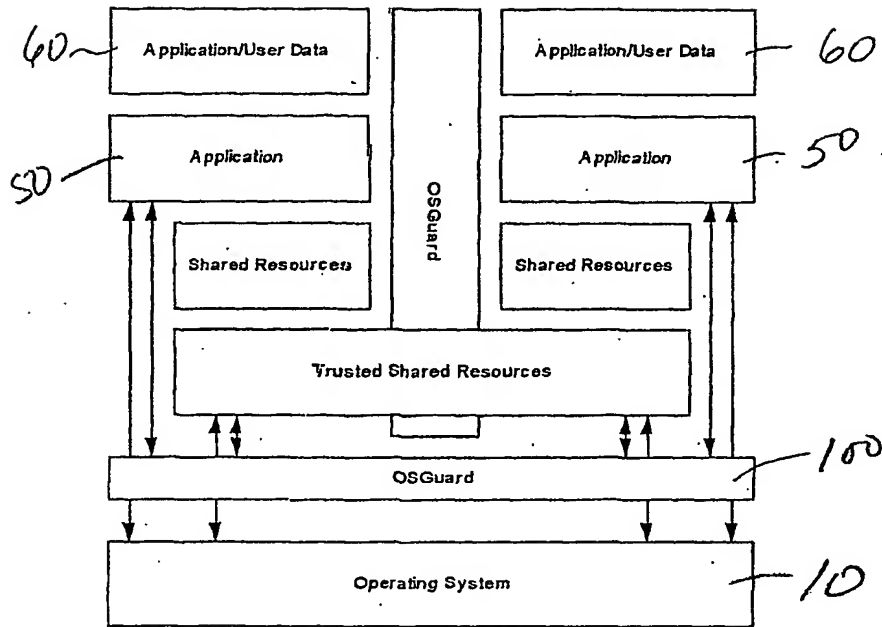 60 Application/User Data Application/User Data 60
50 Application Application 50
OSGuard
Shared Resources Shared Resources
Trusted Shared Resources
OSGuard 100
Operating System 10